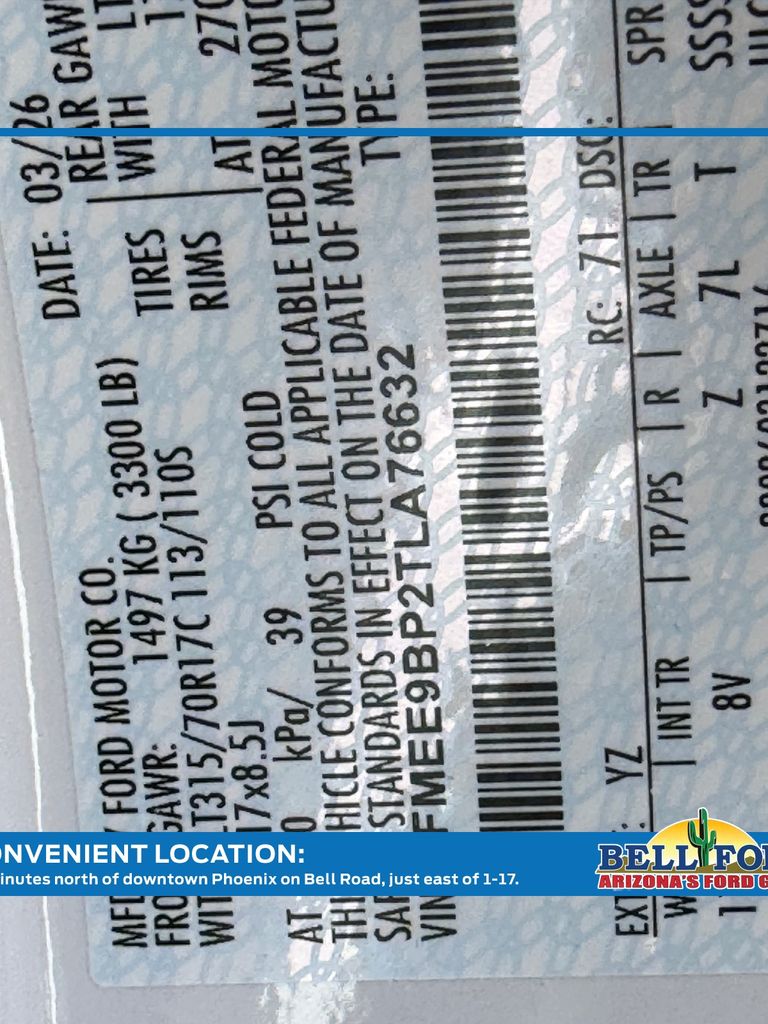 DATE: 03/26
MFD FORD MOTOR CO.
GAWR: 1497 KG ( 3300 LB)
REAR GAWR
LT315/70R17C 113/110S
TIRES
WITH
17x8.5J
RIMS
AT kPa/ 39 PSI COLD
AT
270
THIS VEHICLE CONFORMS TO ALL APPLICABLE FEDERAL MOTOR
STANDARDS IN EFFECT ON THE DATE OF MANUFACTURE
VIN FMEE9BP2TLA76632
TYPE:
EXT YZ
RC: 71 DSO:
INT TR | TP/PS | R | AXLE | TR | SPR
8V Z 7L T SSSS
CONVENIENT LOCATION:
minutes north of downtown Phoenix on Bell Road, just east of 1-17.
BELL FORD
ARIZONA'S FORD